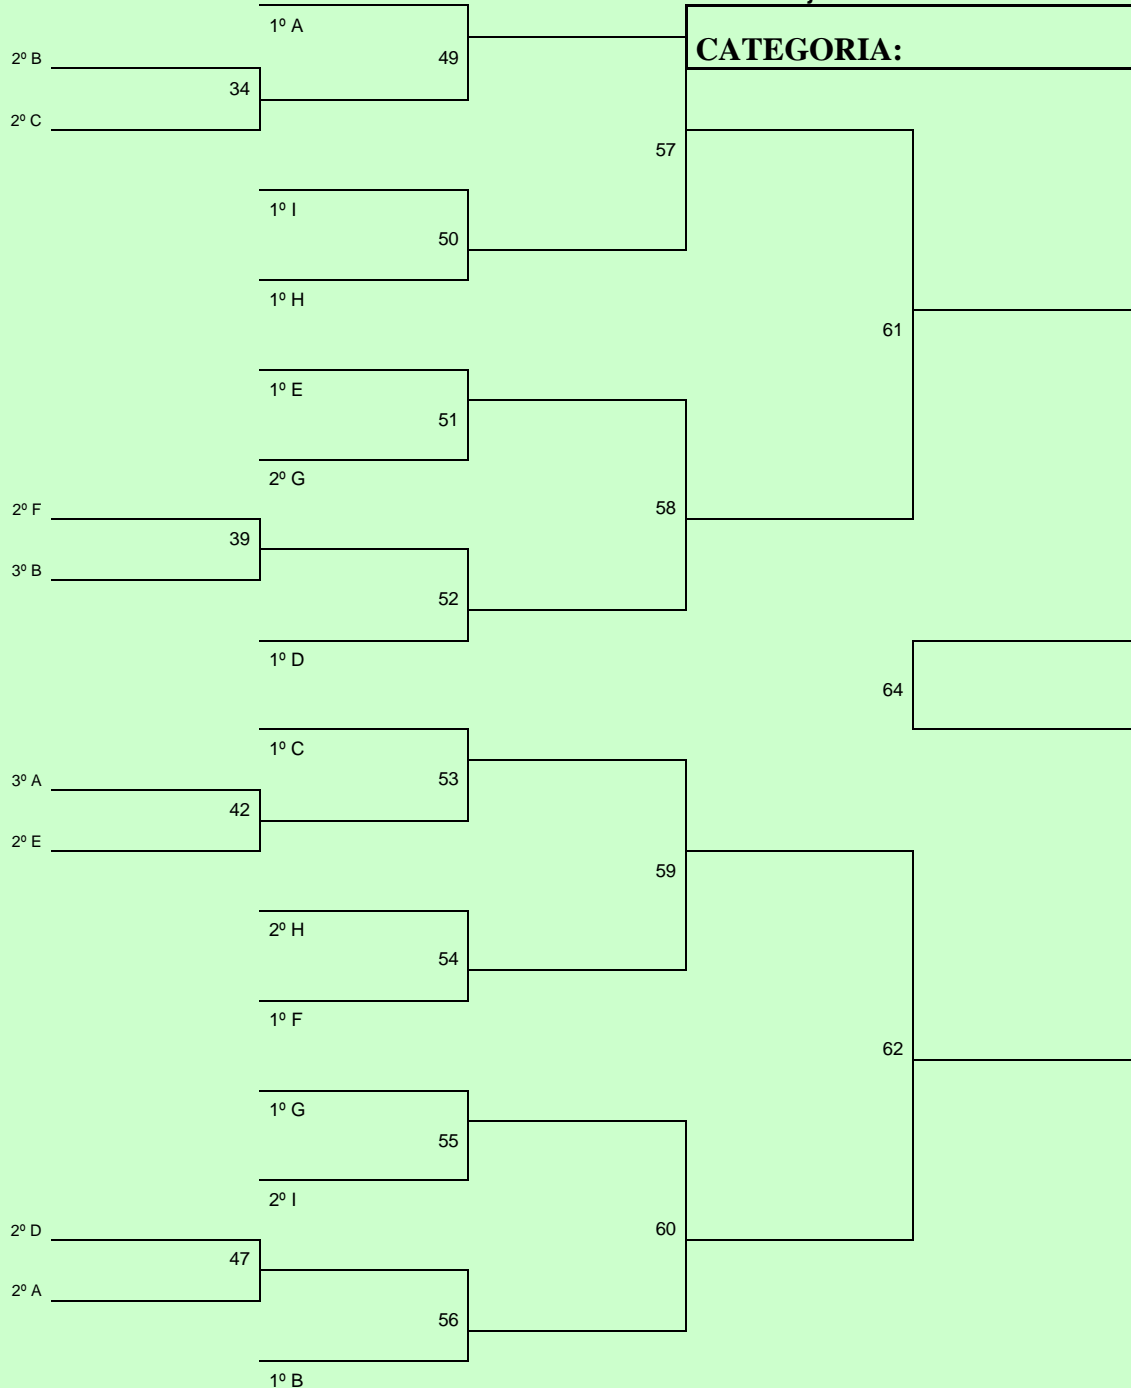 1º A
CATEGORIA:
49
2º B
34
2º C
57
1º I
50
1º H
61
1º E
51
2º G
2º F
58
39
3º B
52
1º D
64
1º C
53
3º A
42
2º E
59
2º H
54
1º F
62
1º G
55
2º I
60
2º D
47
2º A
56
1º B